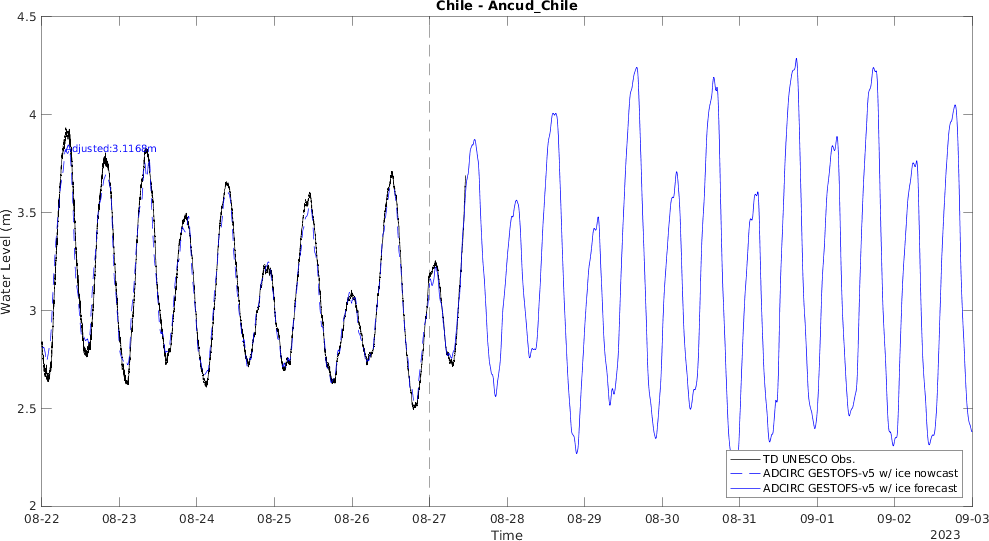 Chile - Ancud_Chile
4.5
4
3.5
3
2.5
2
Water Level (m)
Adjusted:3.1168m
TD UNESCO Obs.
ADCIRC GESTOFS-v5 w/ ice nowcast
ADCIRC GESTOFS-v5 w/ ice forecast
08-22 08-23 08-24 08-25 08-26 08-27 08-28 08-29 08-30 08-31 09-01 09-02 09-03
Time
2023